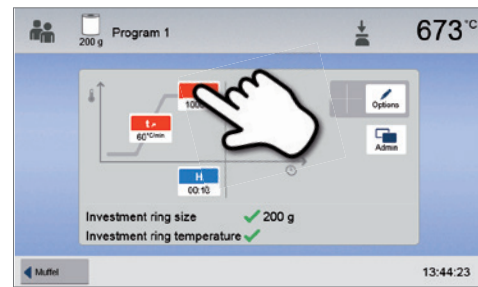 200 g
Program 1
673 °C
t
60°C/min
H
00:10
Options
Admin
Investment ring size 200 g
Investment ring temperature
Muffel
13:44:23